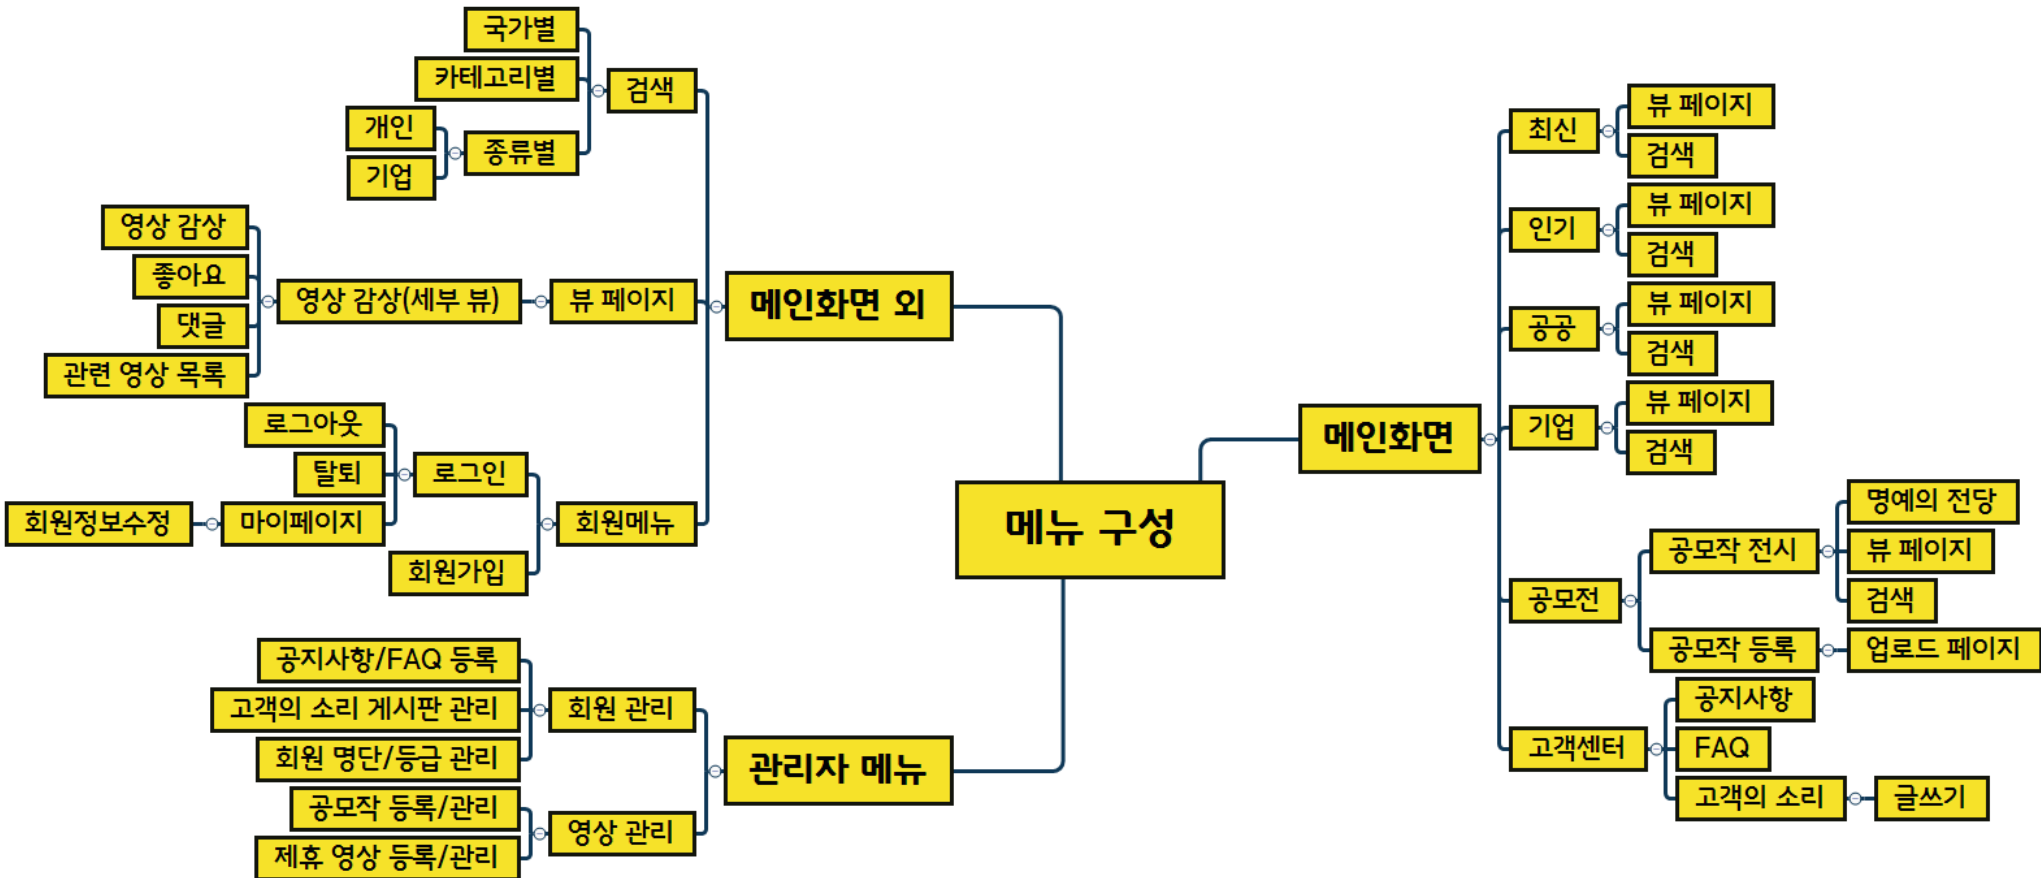 메뉴 구성
메인화면 외
검색
국가별
카테고리별
종류별
개인
기업
뷰 페이지
영상 감상(세부 뷰)
영상 감상
좋아요
댓글
관련 영상 목록
회원메뉴
로그인
로그아웃
탈퇴
마이페이지
회원정보수정
회원가입
관리자 메뉴
회원 관리
공지사항/FAQ 등록
고객의 소리 게시판 관리
회원 명단/등급 관리
영상 관리
공모작 등록/관리
제휴 영상 등록/관리
메인화면
최신
뷰 페이지
검색
인기
뷰 페이지
검색
공공
뷰 페이지
검색
기업
뷰 페이지
검색
공모전
공모작 전시
명예의 전당
뷰 페이지
검색
공모작 등록
업로드 페이지
고객센터
공지사항
FAQ
고객의 소리
글쓰기